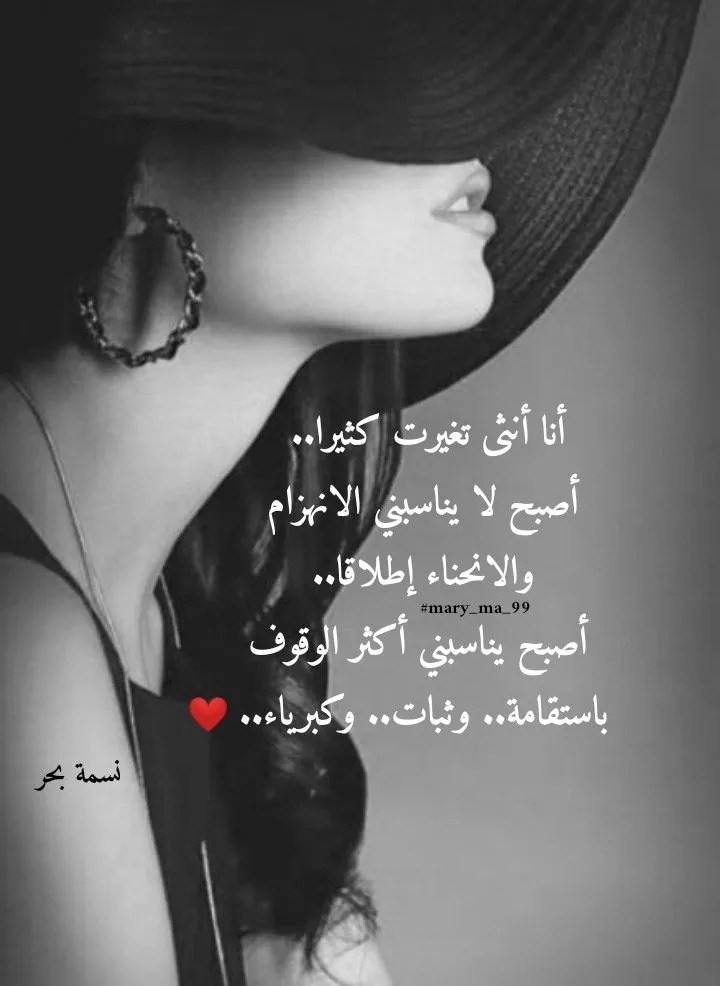 أنا أنثى تغيرت كثيرا..
أصبح لا يناسبني الانهزام
والانحناء إطلاقا..
#mary_ma_99
أصبح يناسبني أكثر الوقوف
باستقامة.. وثبات.. وكبرياء.. ❤️
نسمة بحر